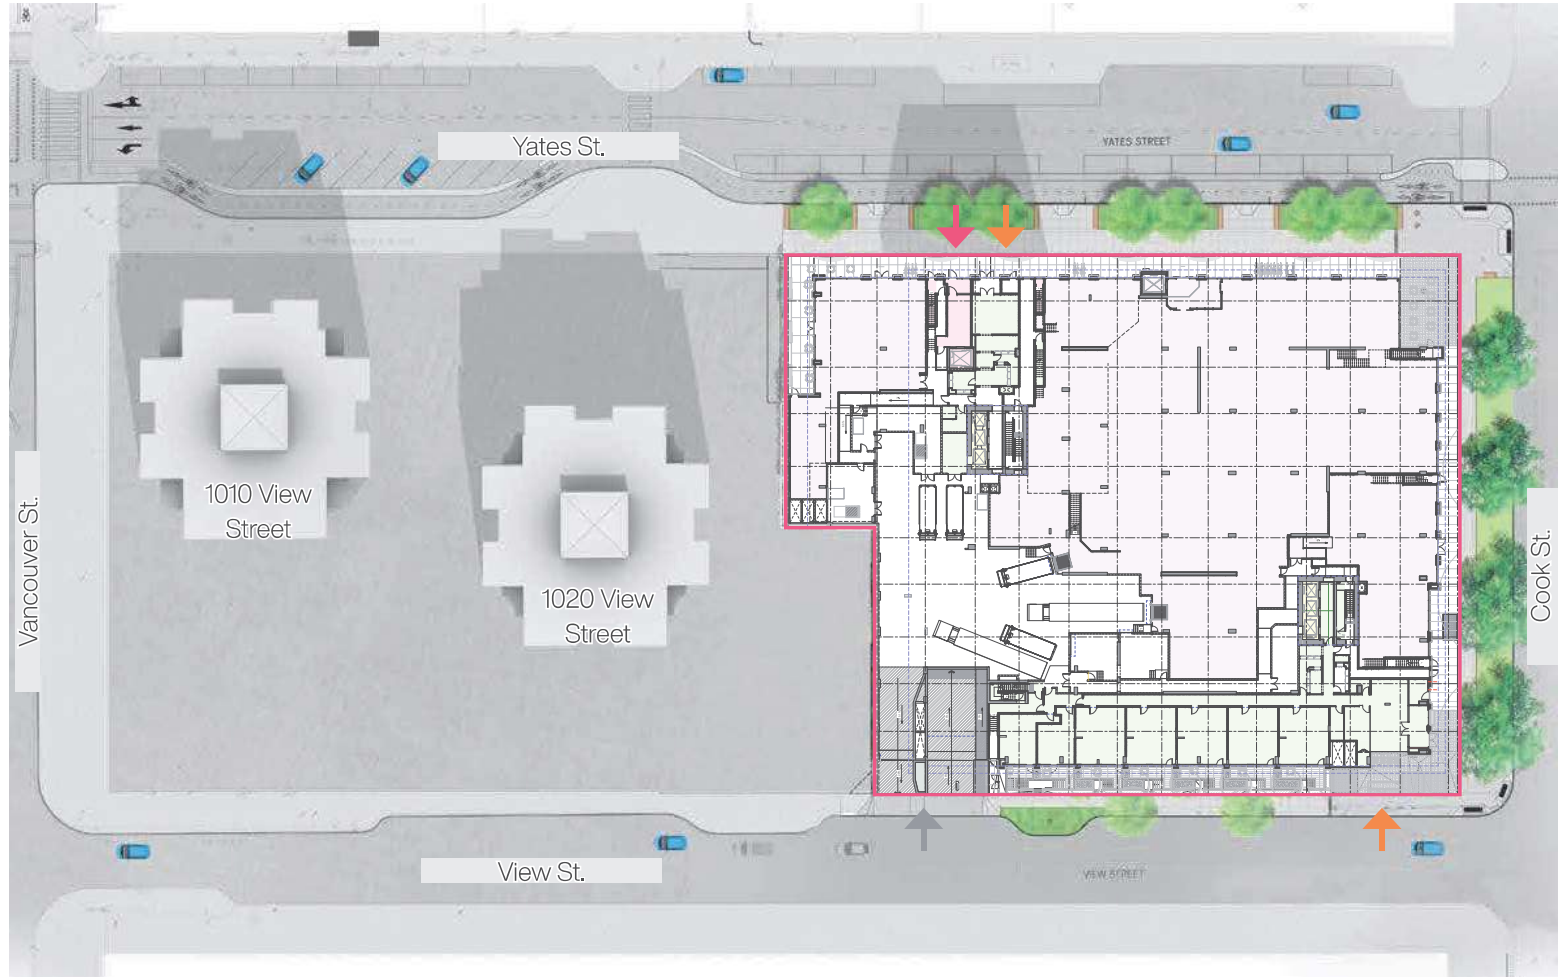 Yates St.
YATES STREET
1010 View
Street
1020 View
Street
Vancouver St.
Cook St.
View St.
VIEW STREET